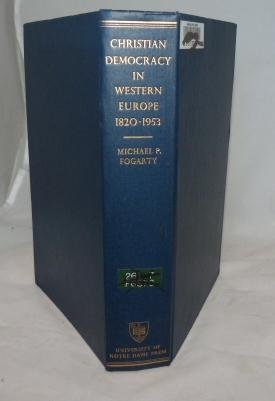 CHRISTIAN
DEMOCRACY
IN
WESTERN
EUROPE
1820-1953
MICHAEL P.
FOGARTY
UNIVERSITY OF
NOTRE DAME PRESS